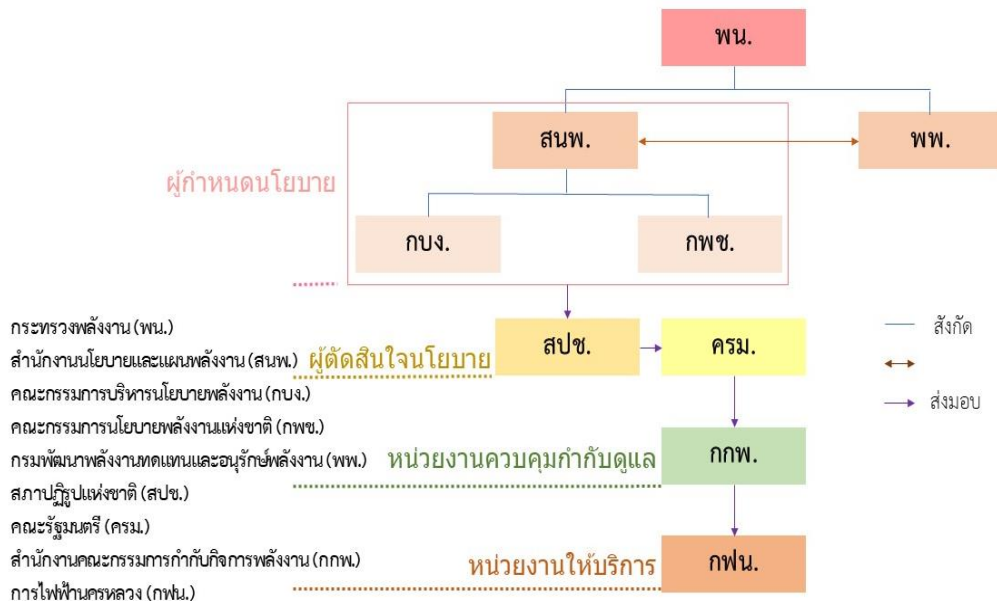 พน.
สนพ.
พพ.
ผู้กำหนดนโยบาย
กบง.
กพช.
กระทรวงพลังงาน (พน.)
สำนักงานนโยบายและแผนพลังงาน (สนพ.)
คณะกรรมการบริหารนโยบายพลังงาน (กบง.)
คณะกรรมการนโยบายพลังงานแห่งชาติ (กพช.)
กรมพัฒนาพลังงานทดแทนและอนุรักษ์พลังงาน (พพ.)
สภาปฏิรูปแห่งชาติ (สปช.)
คณะรัฐมนตรี (ครม.)
สำนักงานคณะกรรมการกำกับกิจการพลังงาน (กกพ.)
การไฟฟ้านครหลวง (กฟน.)
ผู้ตัดสินใจนโยบาย
สปช.
ครม.
หน่วยงานควบคุมกำกับดูแล
กกพ.
หน่วยงานให้บริการ
กฟน.
สังกัด
ส่งมอบ